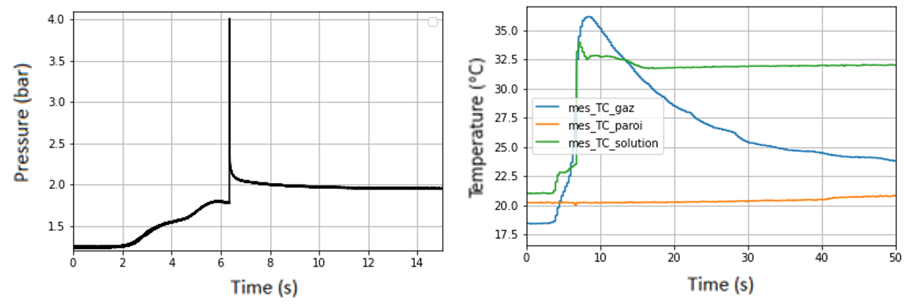 4.0
3.5
3.0
2.5
2.0
1.5
Pressure (bar)
0 2 4 6 8 10 12 14
Time (s)
35.0
32.5
30.0
27.5
25.0
22.5
20.0
17.5
Temperature (°C)
mes_TC_gaz
mes_TC_paroi
mes_TC_solution
0 10 20 30 40 50
Time (s)